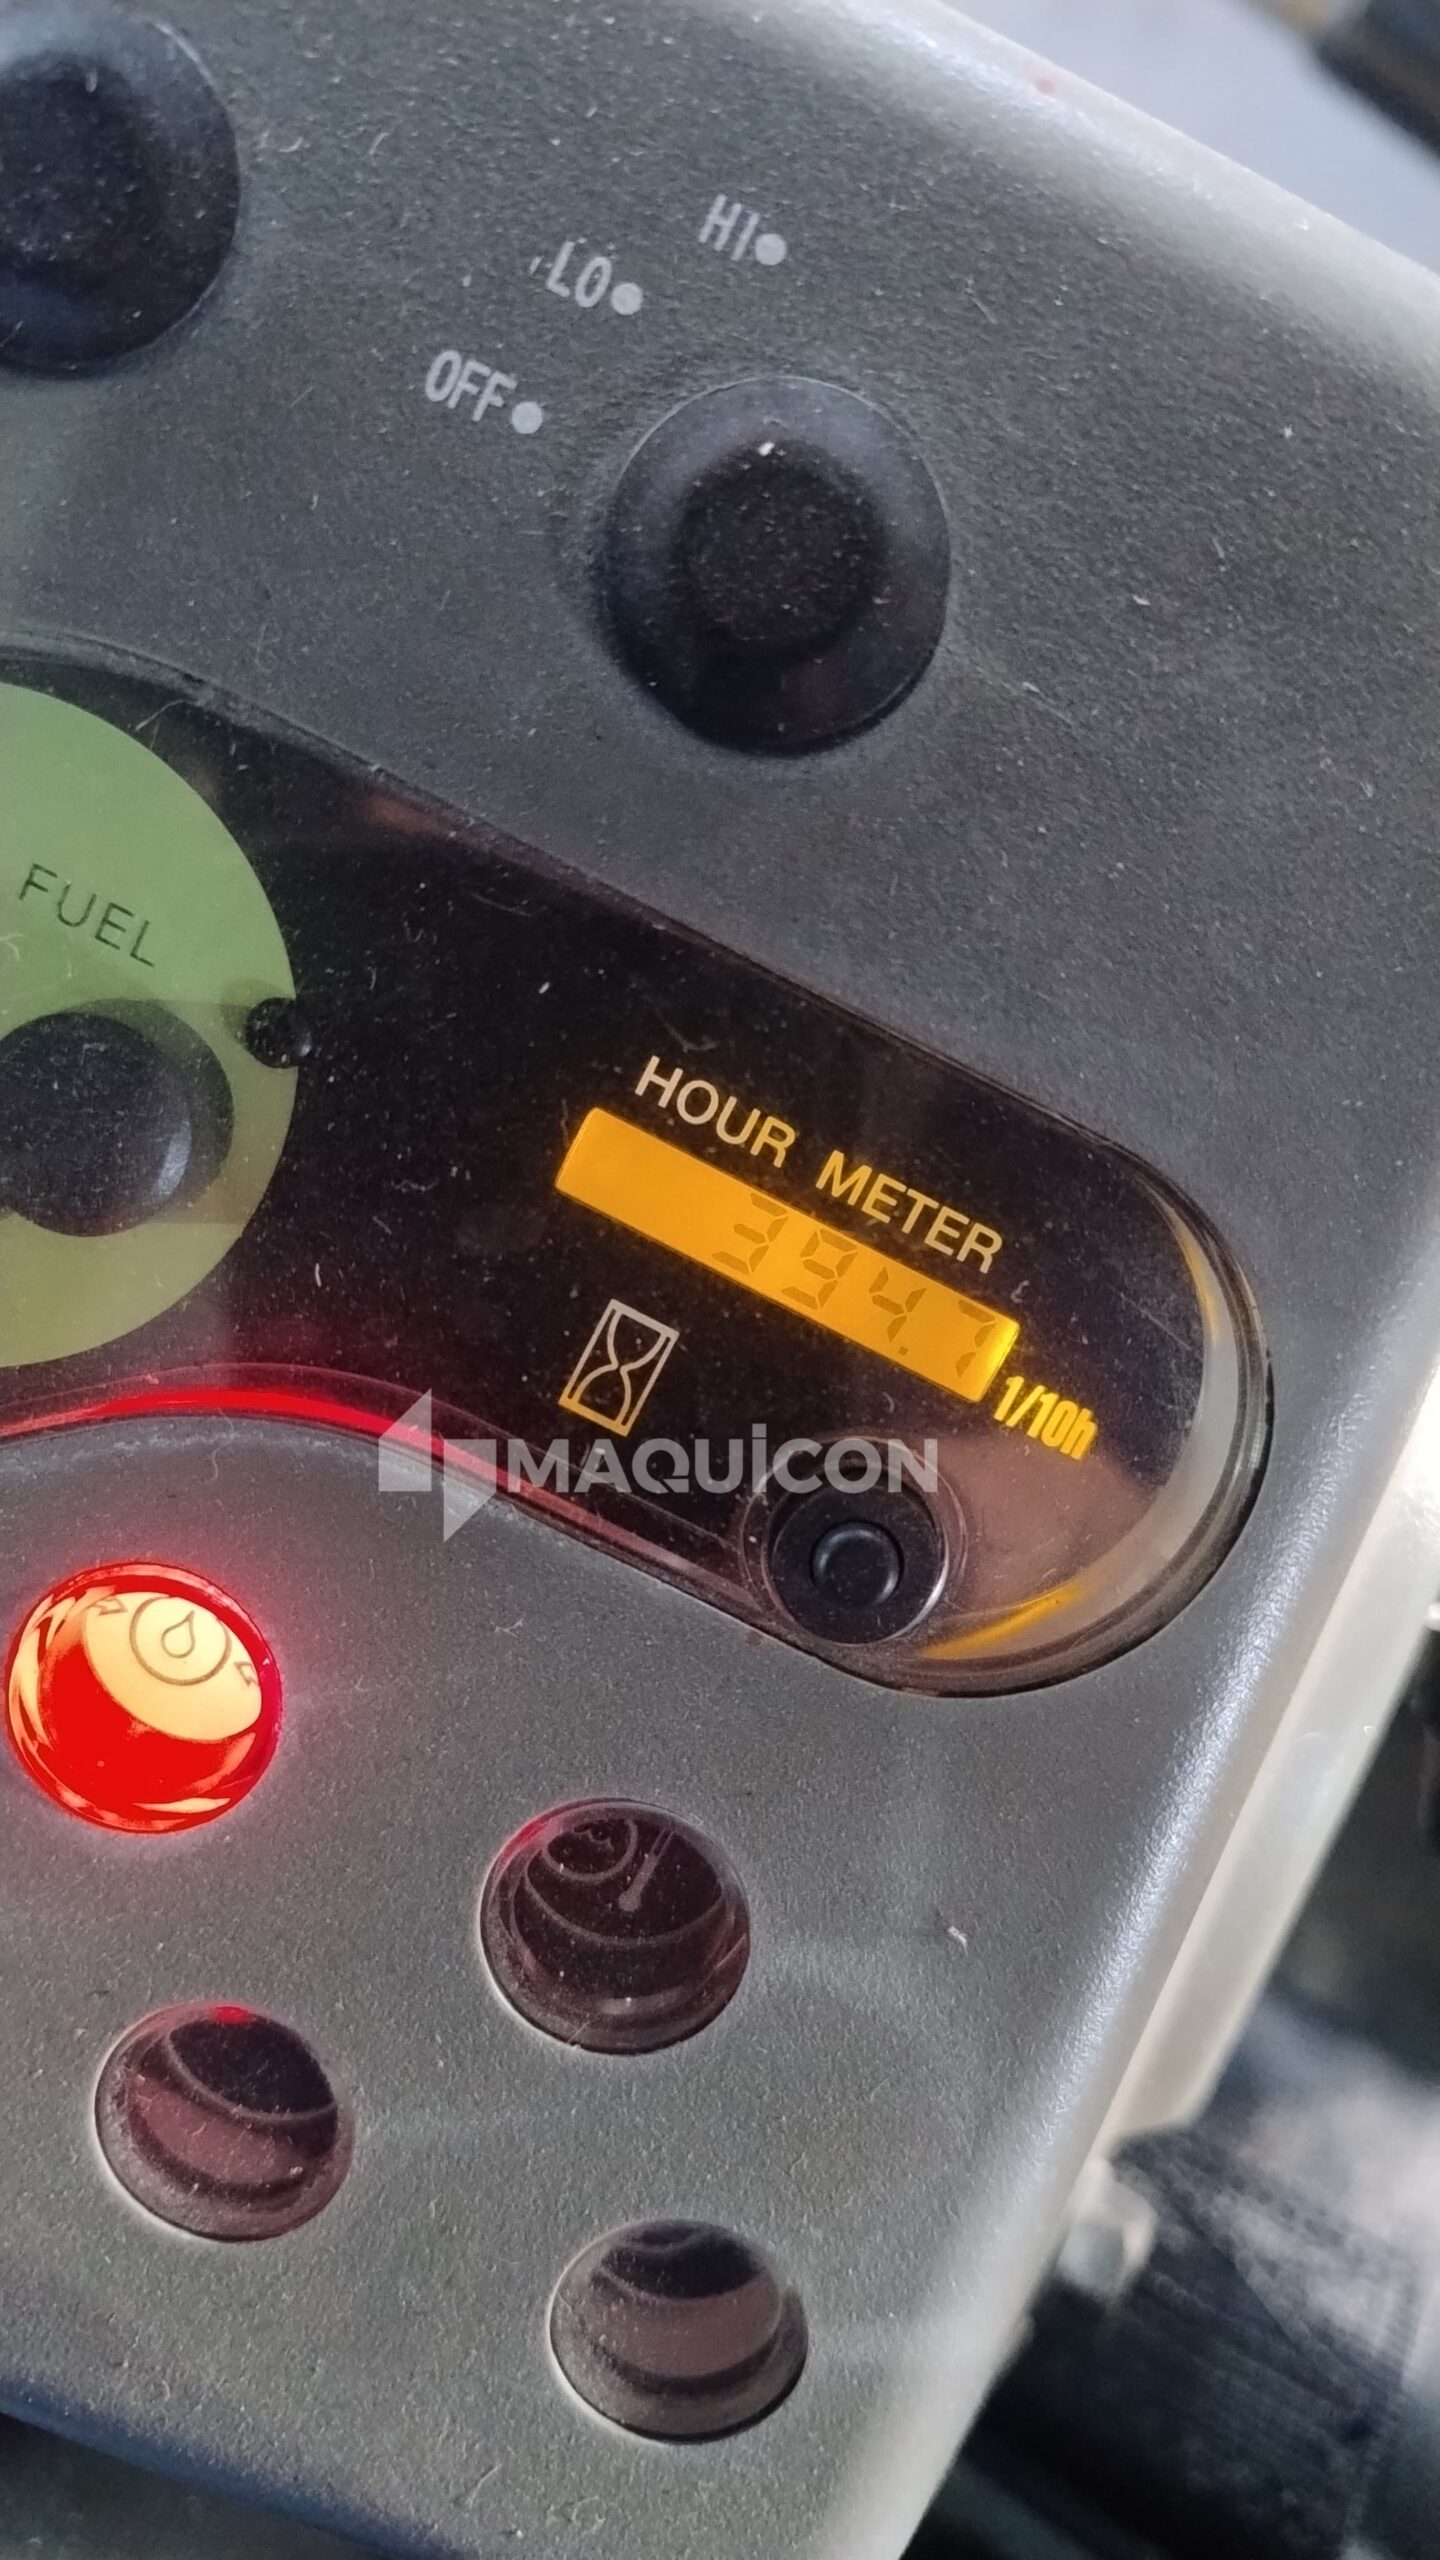 HI
LO
OFF
FUEL
HOUR METER
394.7
1/10h
MAQUICON